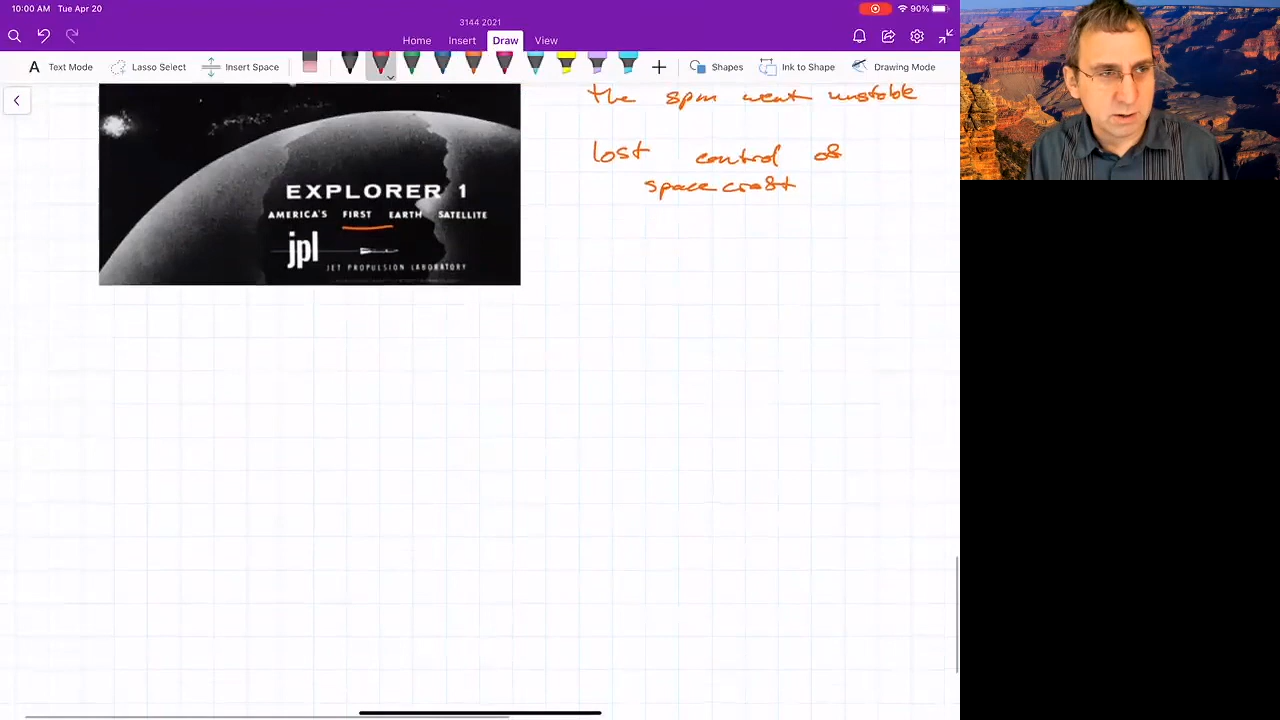 10:00 AM Tue Apr 20
90%
3144 2021
Home Insert Draw View
Text Mode Lasso Select Insert Space Shapes Ink to Shape Drawing Mode
the spin went unstable
lost control of
spacecraft
EXPLORER 1
AMERICA'S FIRST EARTH SATELLITE
jpl
JET PROPULSION LABORATORY